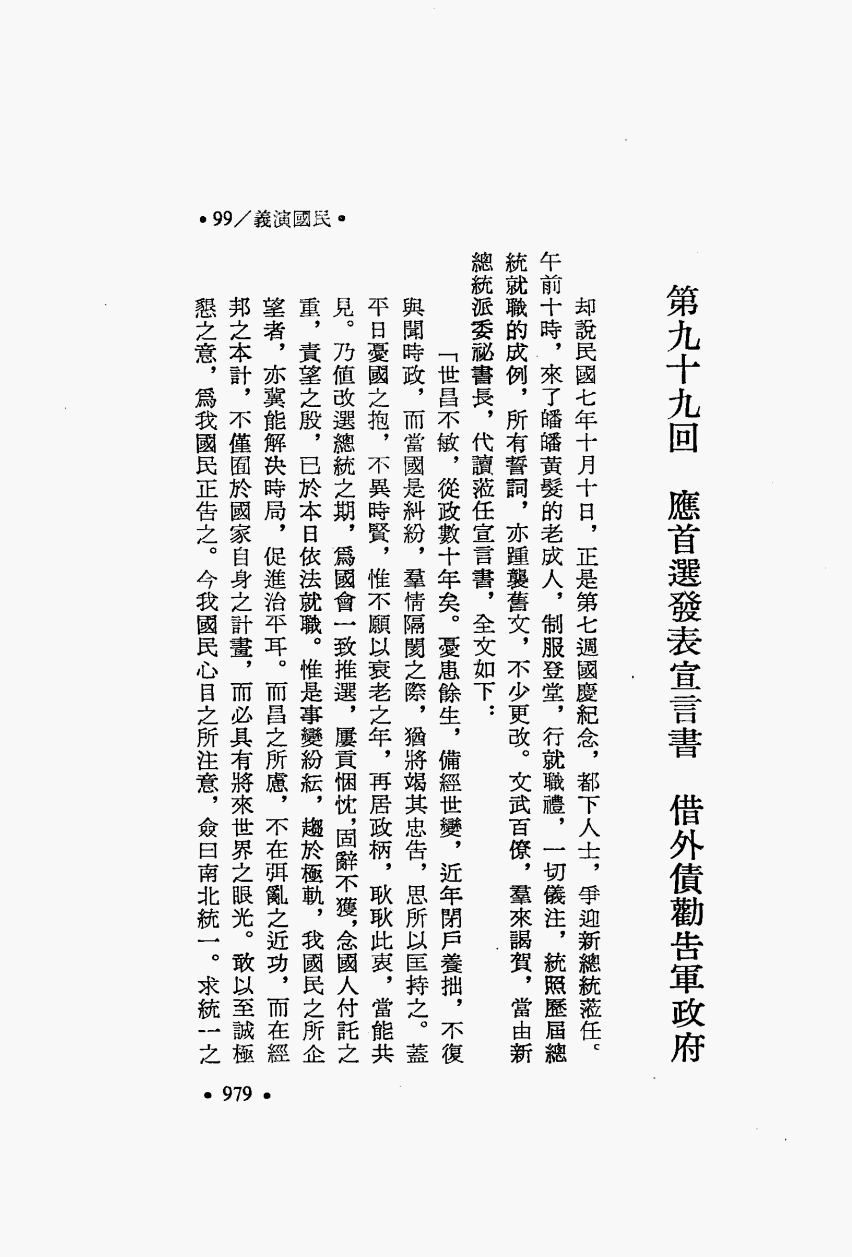 •99／義演國民•
第九十九回　應首選發表宣言書　借外債勸告軍政府
却說民國七年十月十日，正是第七週國慶紀念，都下人士，爭迎新總統蒞任。
午前十時，來了皤皤黃髮的老成人，制服登堂，行就職禮，一切儀注，統照歷屆總
統就職的成例，所有誓詞，亦踵襲舊文，不少更改。文武百僚，羣來謁賀，當由新
總統派委祕書長，代讀蒞任宣言書，全文如下：
「世昌不敏，從政數十年矣。憂患餘生，備經世變，近年閉戶養拙，不復
與聞時政，而當國是糾紛，羣情隔閡之際，猶將竭其忠告，思所以匡持之。蓋
平日憂國之抱，不異時賢，惟不願以衰老之年，再居政柄，耿耿此衷，當能共
見。乃値改選總統之期，爲國會一致推選，屢貢悃忱，固辭不獲，念國人付託之
重，責望之殷，已於本日依法就職。惟是事變紛紜，趨於極軌，我國民之所企
望者，亦冀能解決時局，促進治平耳。而昌之所慮，不在弭亂之近功，而在經
邦之本計，不僅囿於國家自身之計畫，而必具有將來世界之眼光。敢以至誠極
懇之意，爲我國民正告之。今我國民心目之所注意，僉曰南北統一。求統一之
•979•